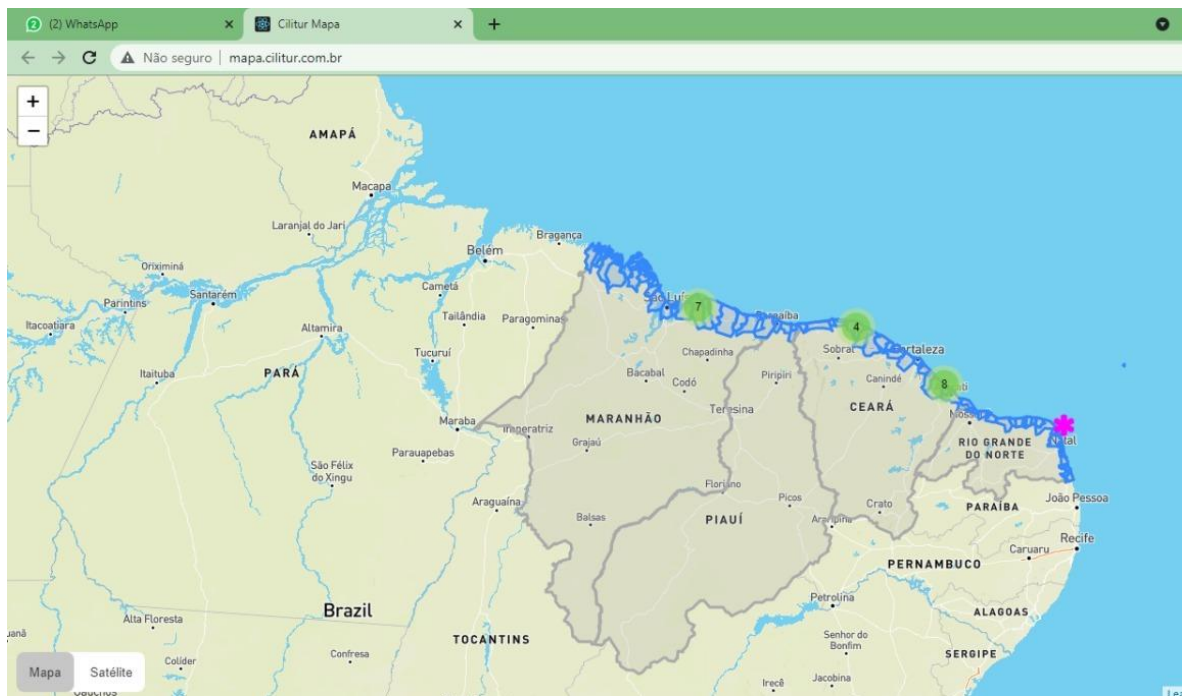 2 (2) WhatsApp
Cilitur Mapa
Não seguro | mapa.cilitur.com.br
+
−
AMAPÁ
Macapa
Laranjal do Jari
Bragança
Belém
Oriximiná
Cametá
Santarém
Parintins
São Luís
7
Tailândia
Paragominas
4
Itacoatiara
Altamira
Chapadinha
Sobral
Fortaleza
Tucuruí
Itaituba
PARÁ
Bacabal
Codó
Piripiri
Canindé
8
CEARÁ
Teresina
Maraba
MARANHÃO
Imperatriz
Natal
Grajaú
RIO GRANDE
DO NORTE
Parauapebas
São Félix
do Xingu
Floriano
Araguaína
Picos
Crato
João Pessoa
PARAÍBA
Balsas
PIAUÍ
Araripina
Recife
Caruaru
PERNAMBUCO
Petrolina
Brazil
Alta Floresta
ALAGOAS
TOCANTINS
Senhor do
Bonfim
Confresa
SERGIPE
Colíder
Mapa
Satélite
Irecê
Jacobina